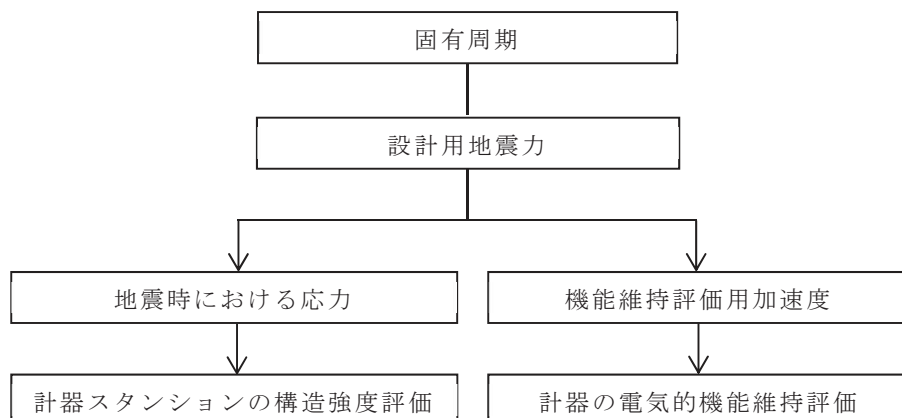 固有周期
設計用地震力
地震時における応力
機能維持評価用加速度
計器スタンションの構造強度評価
計器の電気的機能維持評価